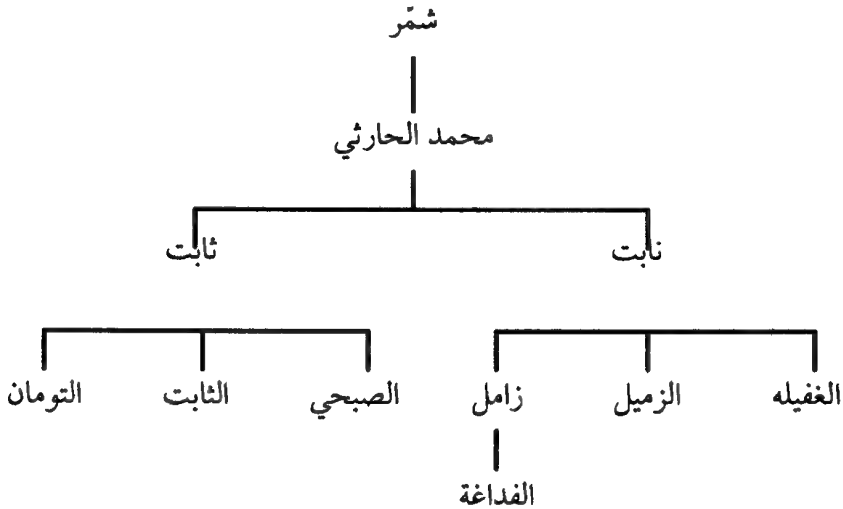 شمّر
محمد الحارثي
نابت ثابت
الغفيله الزميل زامل الصبحي الثابت التومان
الفداغة